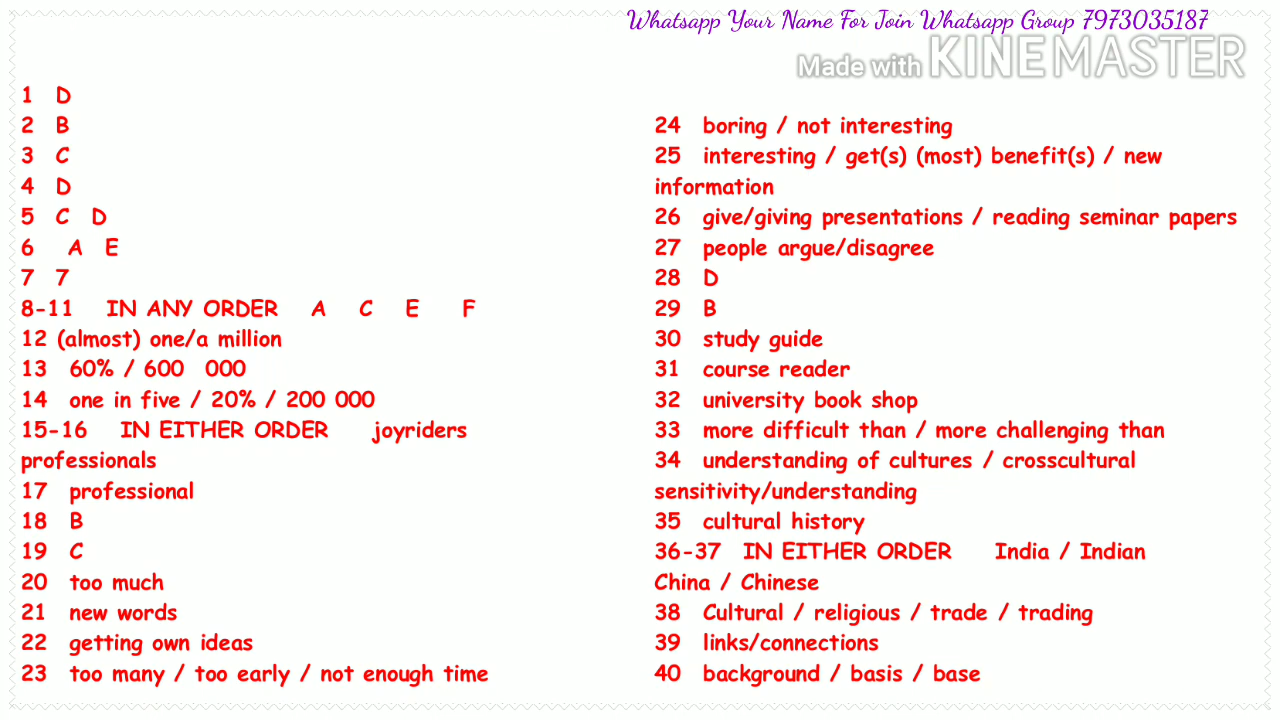 Whatsapp Your Name For Join Whatsapp Group 7973035187
Made with KINEMASTER
1 D
2 B
3 C
4 D
5 C D
6 A E
7 7
8-11 IN ANY ORDER A C E F
12 (almost) one/a million
13 60% / 600 000
14 one in five / 20% / 200 000
15-16 IN EITHER ORDER joyriders
professionals
17 professional
18 B
19 C
20 too much
21 new words
22 getting own ideas
23 too many / too early / not enough time
24 boring / not interesting
25 interesting / get(s) (most) benefit(s) / new
information
26 give/giving presentations / reading seminar papers
27 people argue/disagree
28 D
29 B
30 study guide
31 course reader
32 university book shop
33 more difficult than / more challenging than
34 understanding of cultures / crosscultural
sensitivity/understanding
35 cultural history
36-37 IN EITHER ORDER India / Indian
China / Chinese
38 Cultural / religious / trade / trading
39 links/connections
40 background / basis / base